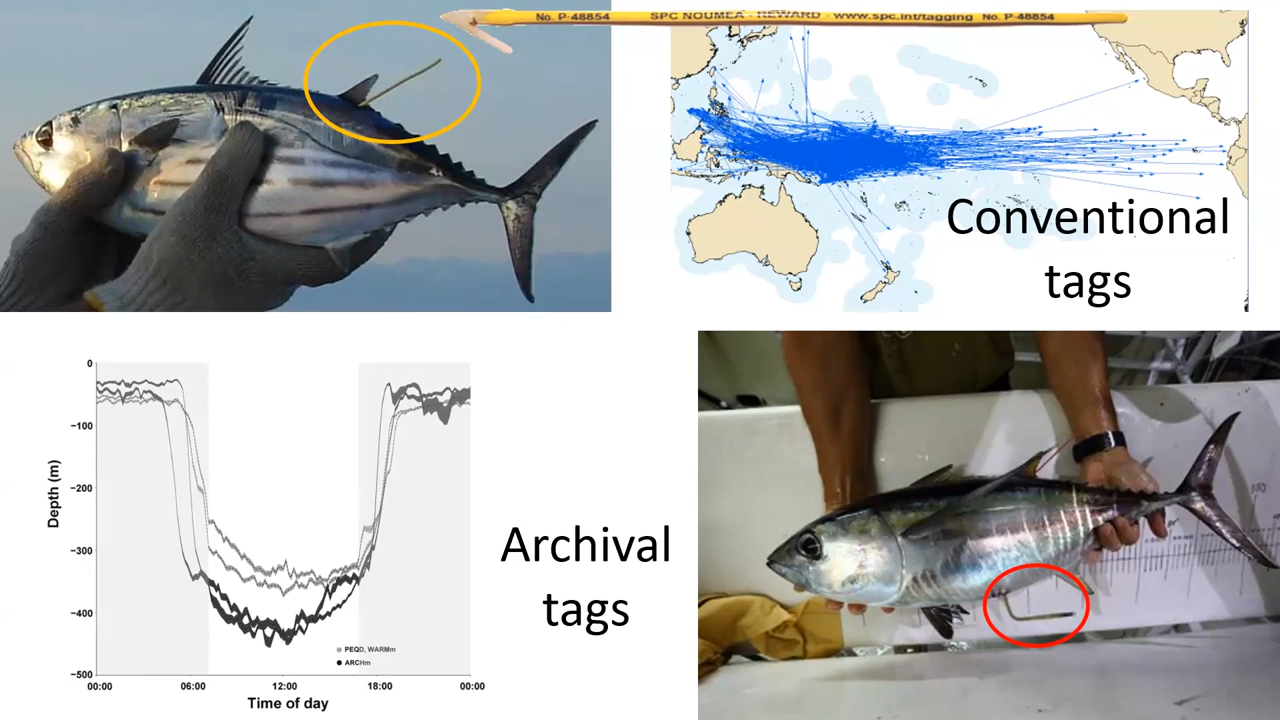 No. P-48854 SPC NOUMEA - REWARD - www.spc.int/tagging No. P-48854
Conventional
tags
0
−100
−200
−300
−400
−500
Depth (m)
PEQD, WARMm
ARCHm
00:00 06:00 12:00 18:00 00:00
Time of day
Archival
tags